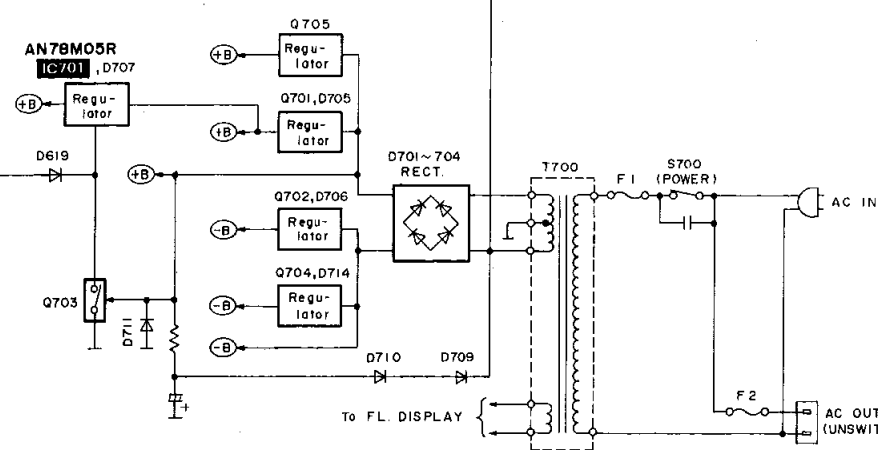 Q705
Regu-
lator
+B
AN78M05R
IC701 , D707
Regu-
lator
+B
Q701, D705
Regu-
lator
+B
D619
+B
D701~704
RECT.
T700
F1
S700
(POWER)
AC IN
Q702, D706
Regu-
lator
-B
Q704, D714
Regu-
lator
-B
-B
Q703
D711
D710
D709
+
To FL. DISPLAY
F2
AC OUT
(UNSWIT